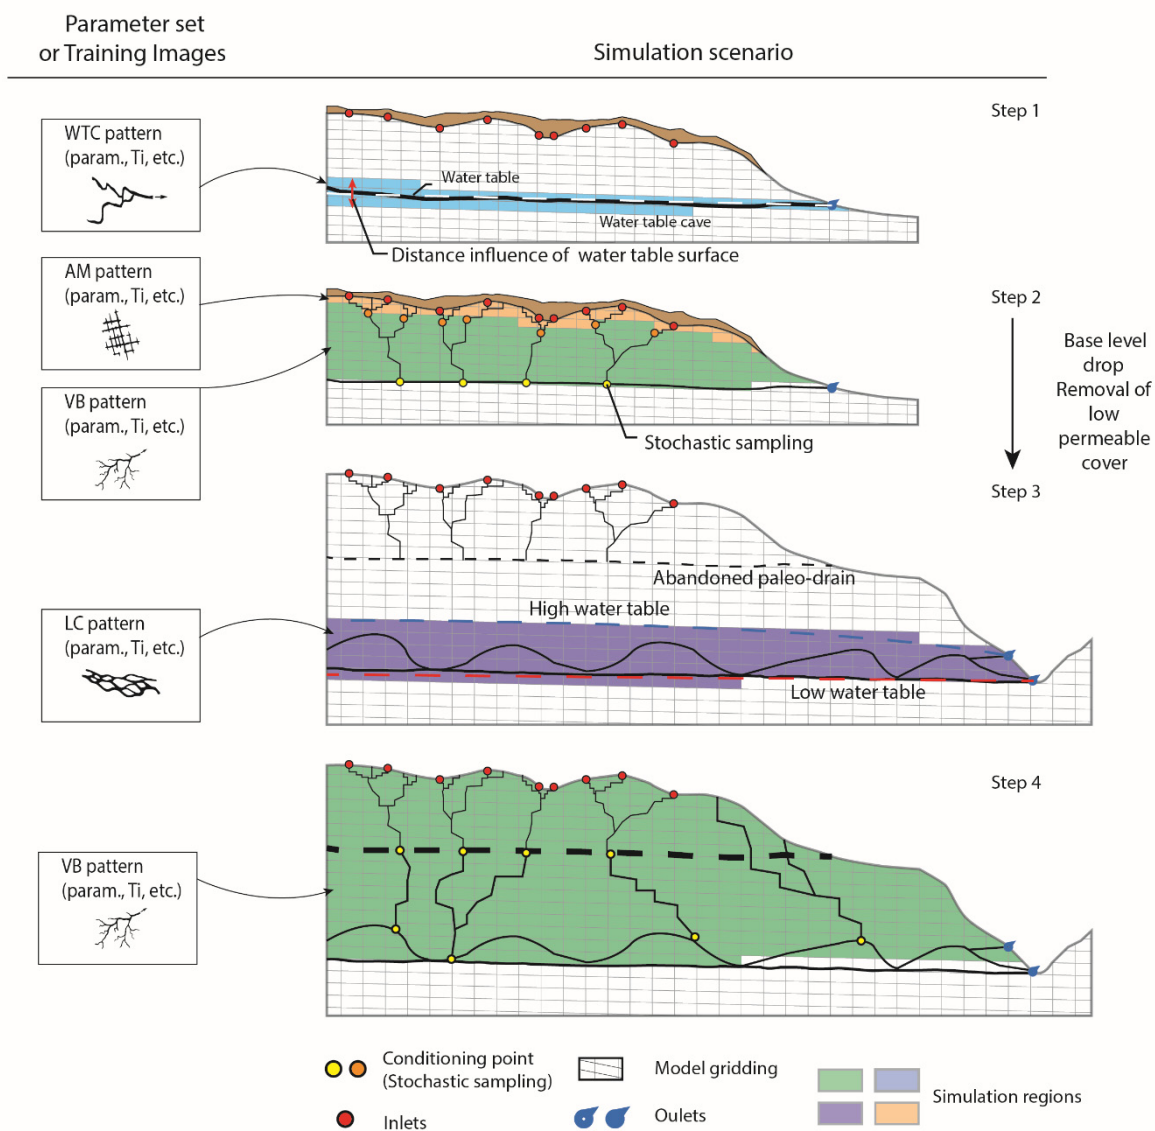 Parameter set
or Training Images
Simulation scenario
WTC pattern
(param., Ti, etc.)
Step 1
Water table
Water table cave
Distance influence of water table surface
AM pattern
(param., Ti, etc.)
Step 2
VB pattern
(param., Ti, etc.)
Base level
drop
Removal of
low
permeable
cover
Stochastic sampling
Step 3
Abandoned paleo-drain
High water table
LC pattern
(param., Ti, etc.)
Low water table
Step 4
VB pattern
(param., Ti, etc.)
Conditioning point
(Stochastic sampling)
Model gridding
Simulation regions
Inlets
Oulets